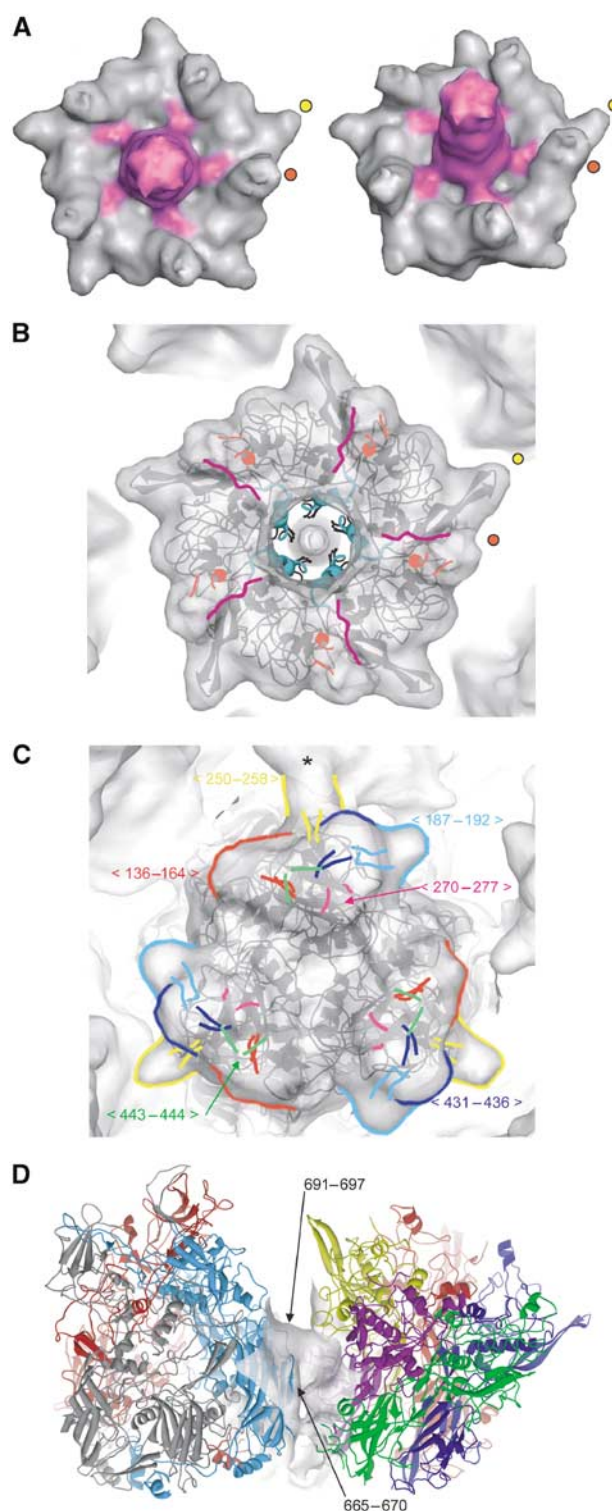 A
B
C
*
< 250–258 >
< 187–192 >
< 136–164 >
< 270–277 >
< 443–444 >
< 431–436 >
D
691–697
665–670